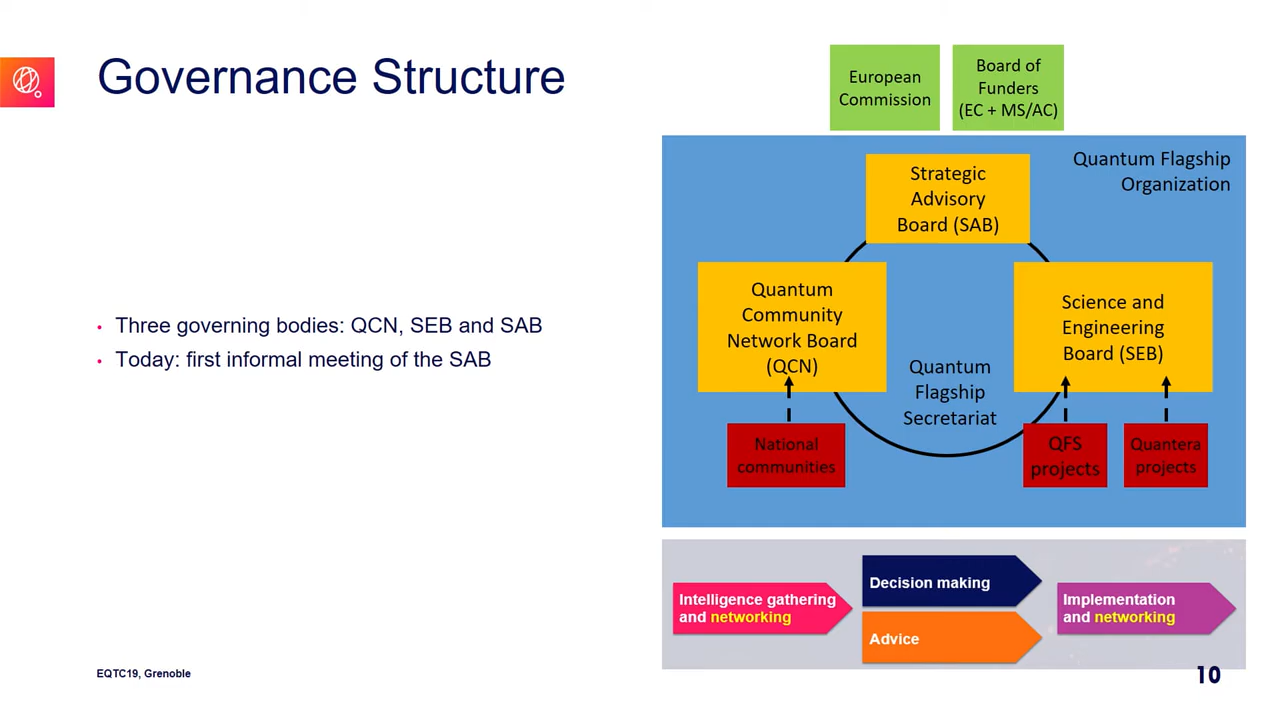 Governance Structure
• Three governing bodies: QCN, SEB and SAB
• Today: first informal meeting of the SAB
European
Commission
Board of
Funders
(EC + MS/AC)
Quantum Flagship
Organization
Strategic
Advisory
Board (SAB)
Quantum
Community
Network Board
(QCN)
Science and
Engineering
Board (SEB)
Quantum
Flagship
Secretariat
National
communities
QFS
projects
Quantera
projects
Intelligence gathering
and networking
Decision making
Advice
Implementation
and networking
EQTC19, Grenoble
10